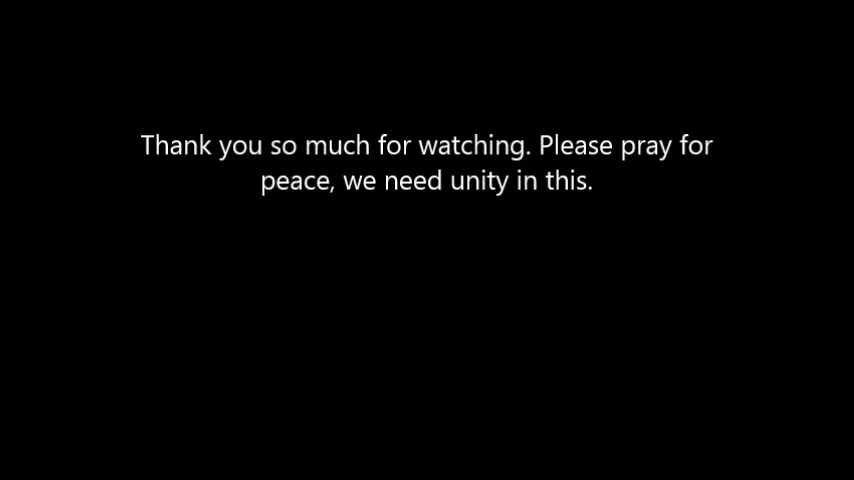 Thank you so much for watching. Please pray for
peace, we need unity in this.